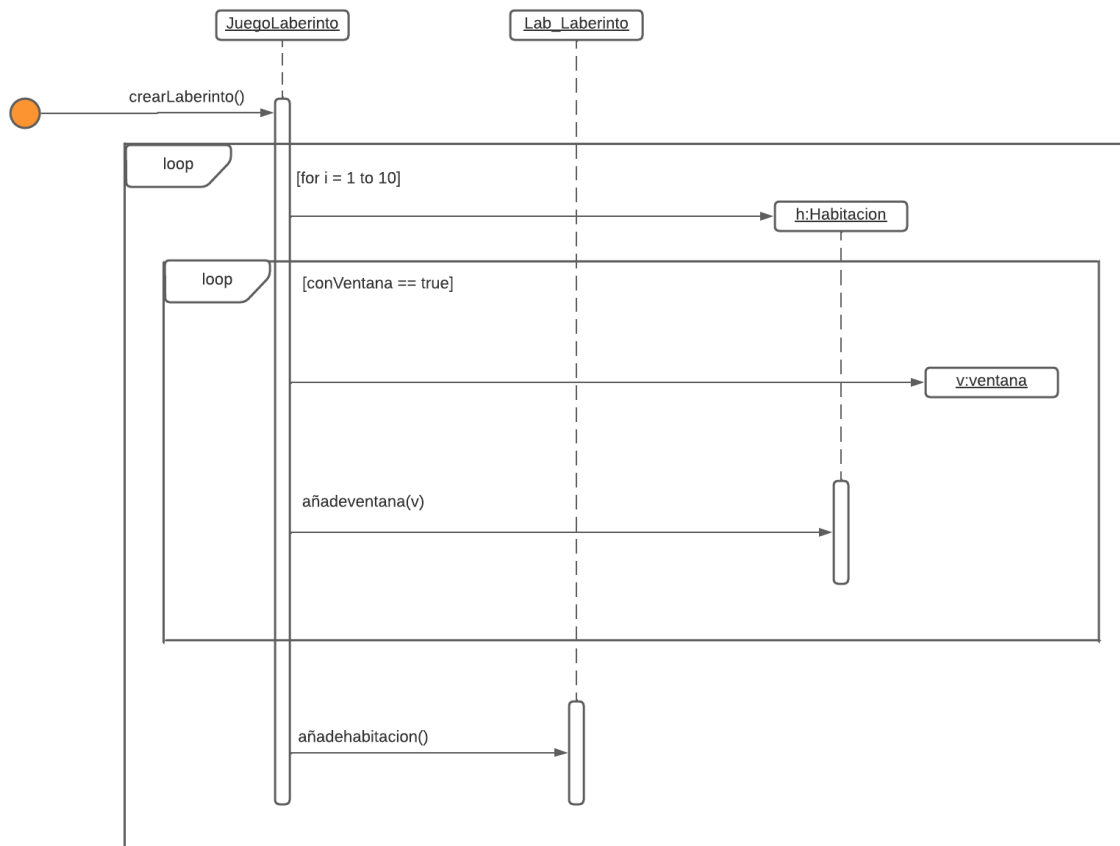 JuegoLaberinto
Lab_Laberinto
crearLaberinto()
loop
[for i = 1 to 10]
h:Habitacion
loop
[conVentana == true]
v:ventana
añadeventana(v)
añadehabitacion()